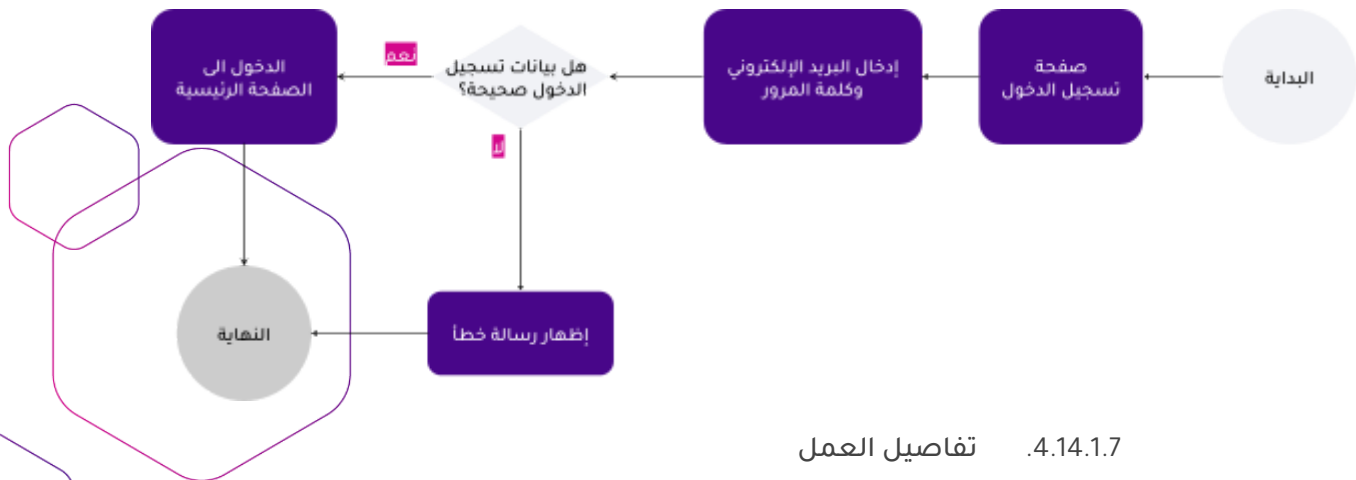 البداية
صفحة
تسجيل الدخول
إدخال البريد الإلكتروني
وكلمة المرور
هل بيانات تسجيل
الدخول صحيحة؟
نعم
الدخول الى
الصفحة الرئيسية
لا
إظهار رسالة خطأ
النهاية
4.14.1.7. تفاصيل العمل